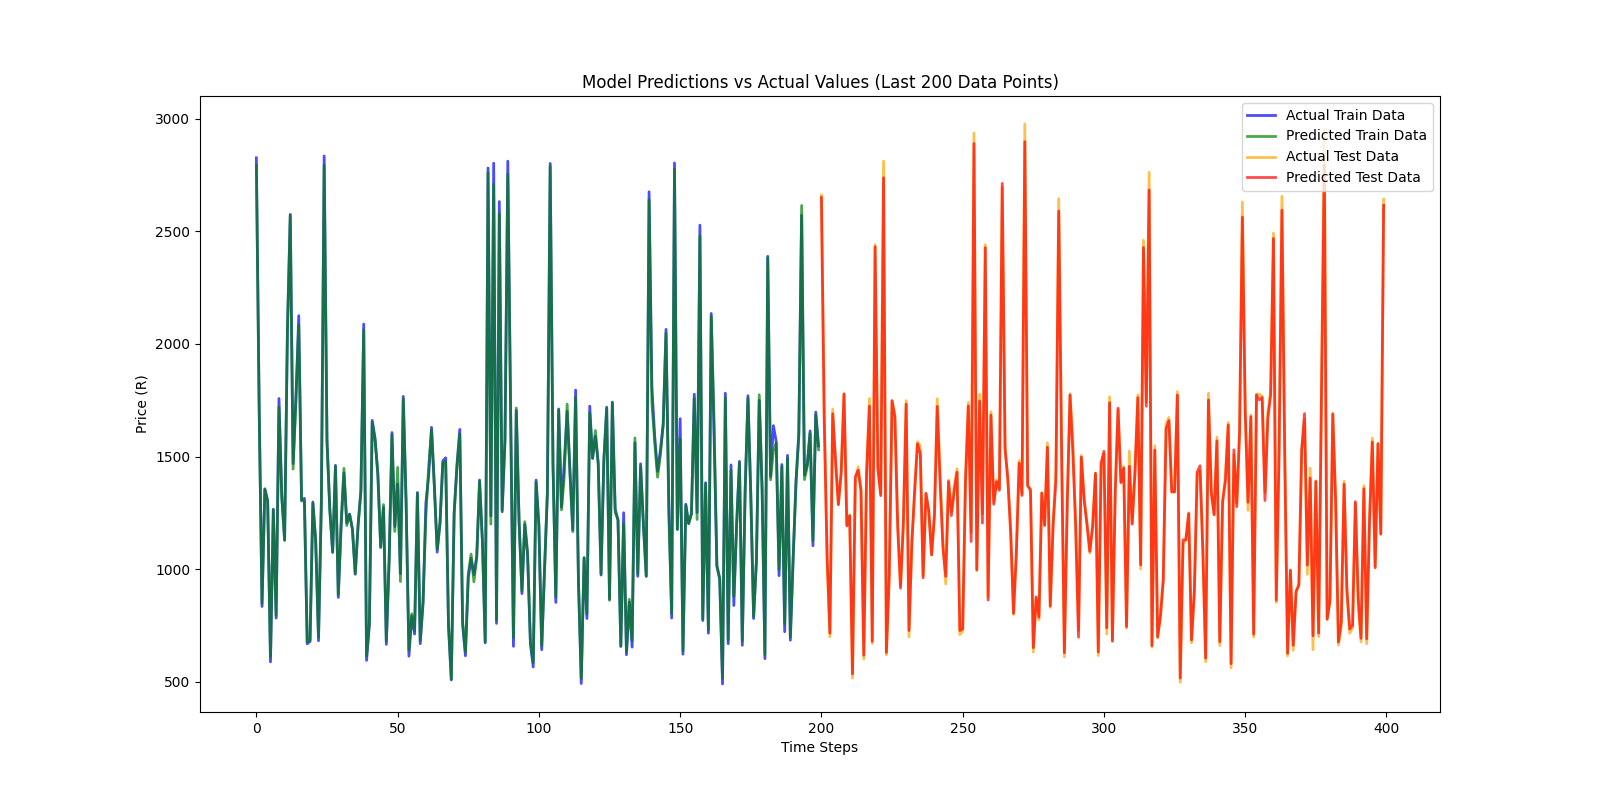 Model Predictions vs Actual Values (Last 200 Data Points)
3000
2500
2000
1500
1000
500
Price (R)
Actual Train Data
Predicted Train Data
Actual Test Data
Predicted Test Data
0 50 100 150 200 250 300 350 400
Time Steps